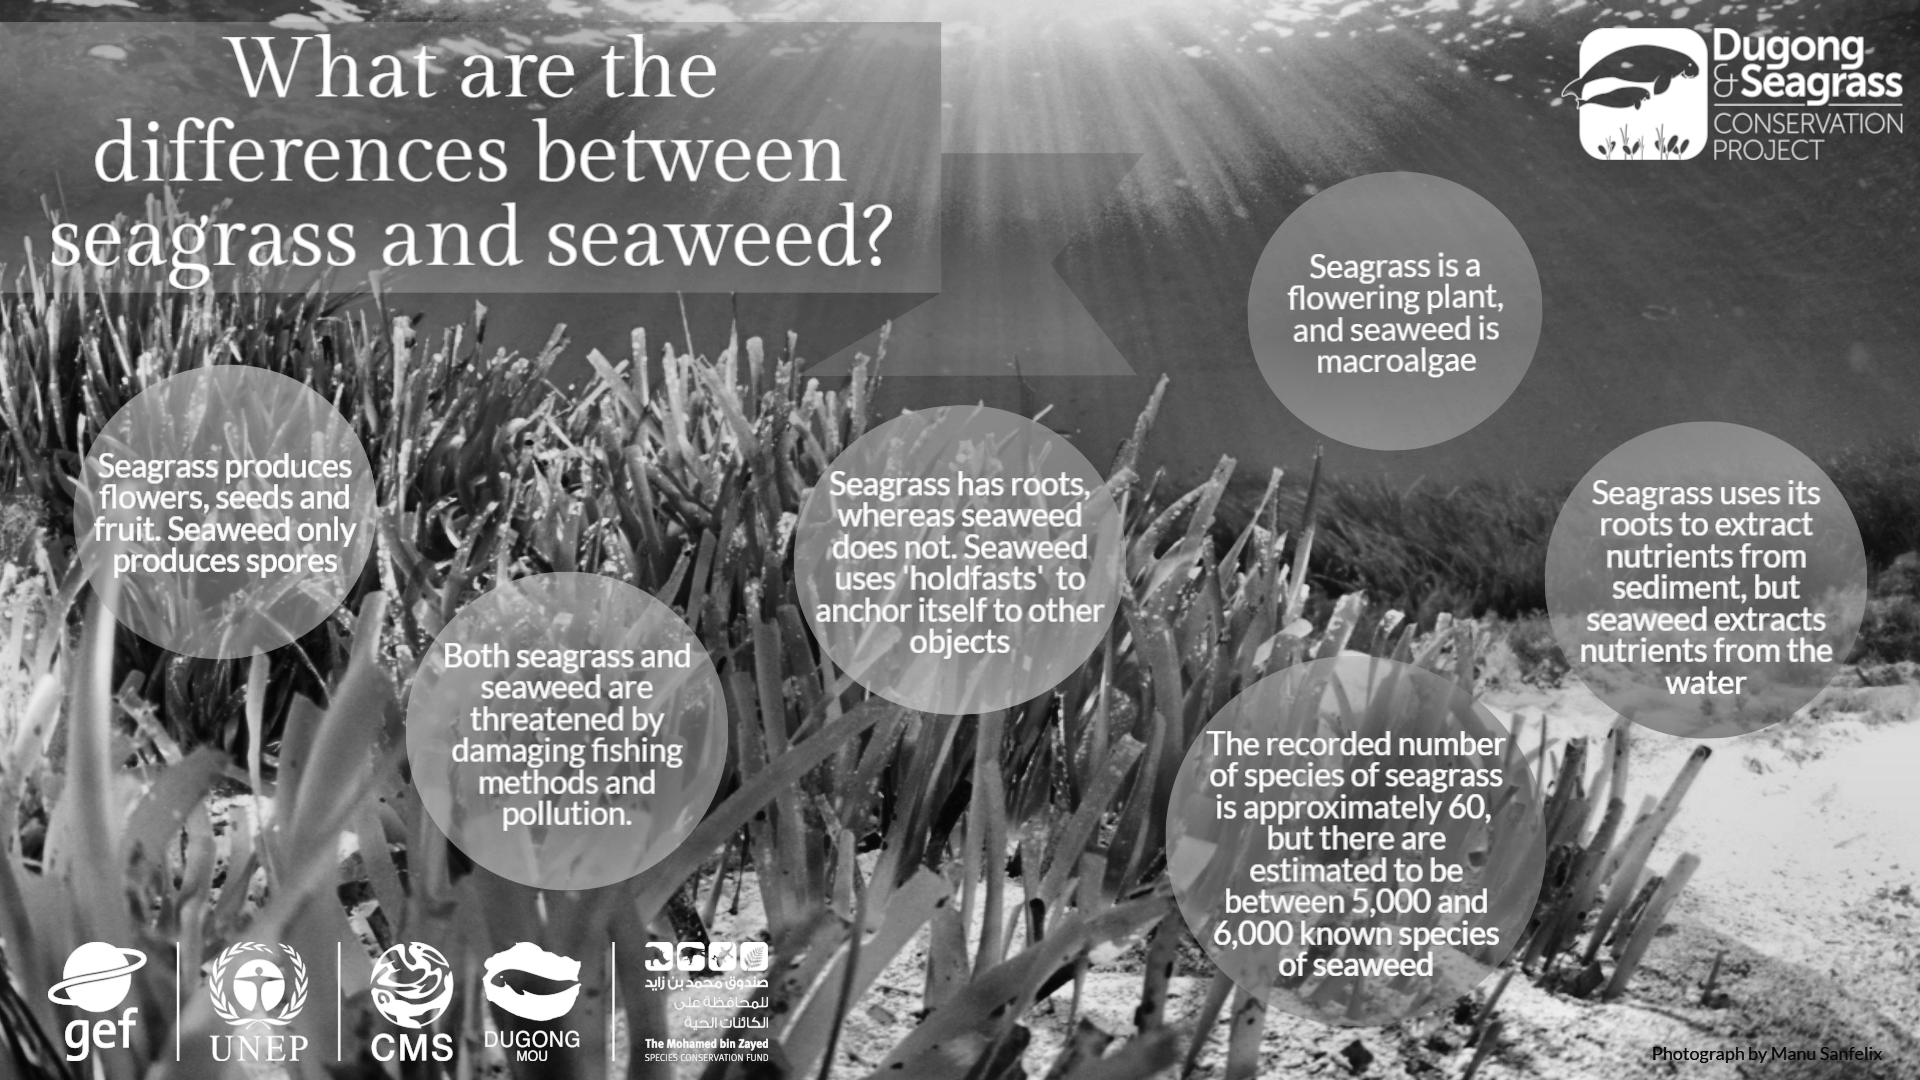 What are the
differences between
seagrass and seaweed?
Dugong
& Seagrass
CONSERVATION
PROJECT
Seagrass is a
flowering plant,
and seaweed is
macroalgae
Seagrass produces
flowers, seeds and
fruit. Seaweed only
produces spores
Seagrass has roots,
whereas seaweed
does not. Seaweed
uses 'holdfasts' to
anchor itself to other
objects
Seagrass uses its
roots to extract
nutrients from
sediment, but
seaweed extracts
nutrients from the
water
Both seagrass and
seaweed are
threatened by
damaging fishing
methods and
pollution.
The recorded number
of species of seagrass
is approximately 60,
but there are
estimated to be
between 5,000 and
6,000 known species
of seaweed
gef
UNEP
CMS
DUGONG
MOU
صندوق محمد بن زايد
للمحافظة على
الكائنات الحية
The Mohamed bin Zayed
SPECIES CONSERVATION FUND
Photograph by Manu Sanfelix